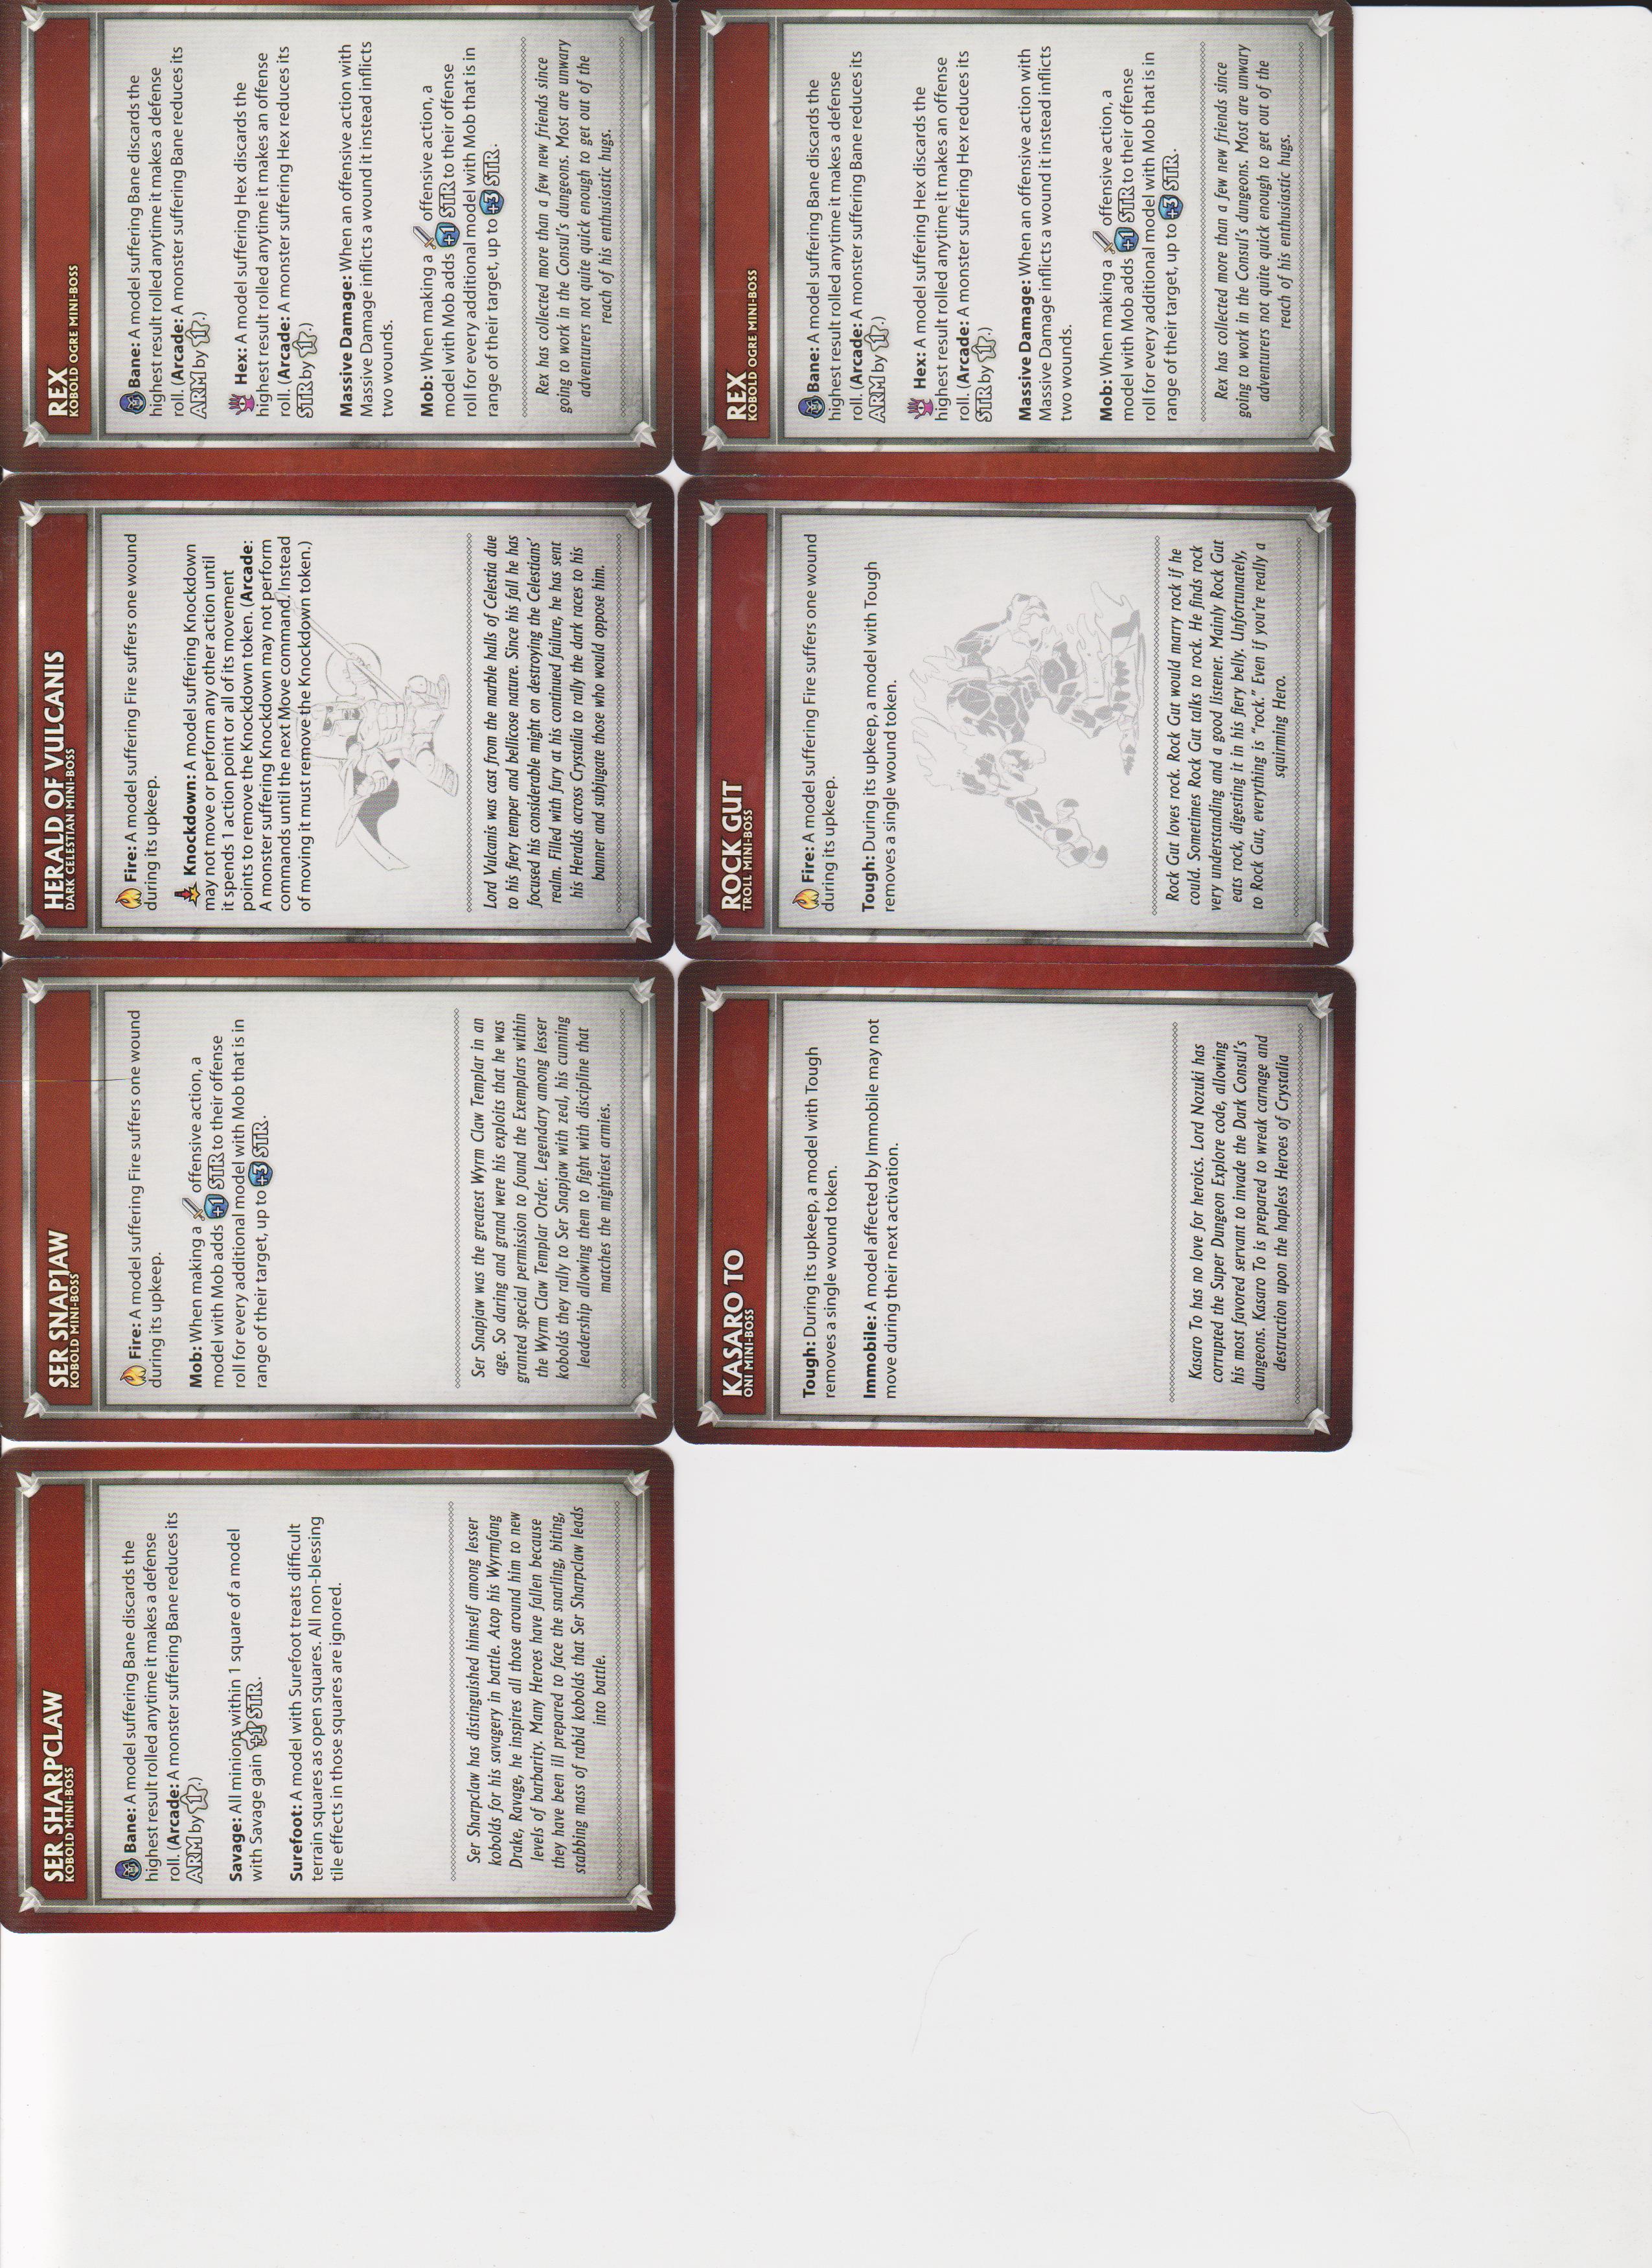 SER SHARPCLAW
KOBOLD MINI-BOSS
Bane: A model suffering Bane discards the
highest result rolled anytime it makes a defense
roll. (Arcade: A monster suffering Bane reduces its
ARM by 1.)
Savage: All minions within 1 square of a model
with Savage gain +1 STR.
Surefoot: A model with Surefoot treats difficult
terrain squares as open squares. All non-blessing
tile effects in those squares are ignored.
Ser Sharpclaw has distinguished himself among lesser
kobolds for his savagery in battle. Atop his Wyrmfang
Drake, Ravage, he inspires all those around him to new
levels of barbarity. Many Heroes have fallen because
they have been ill prepared to face the snarling, biting,
stabbing mass of rabid kobolds that Ser Sharpclaw leads
into battle.
SER SNAPJAW
KOBOLD MINI-BOSS
Fire: A model suffering Fire suffers one wound
during its upkeep.
Mob: When making a offensive action, a
model with Mob adds +1 STR to their offense
roll for every additional model with Mob that is in
range of their target, up to +3 STR.
Ser Snapjaw was the greatest Wyrm Claw Templar in an
age. So daring and grand were his exploits that he was
granted special permission to found the Exemplars within
the Wyrm Claw Templar Order. Legendary among lesser
kobolds they rally to Ser Snapjaw with zeal, his cunning
leadership allowing them to fight with discipline that
matches the mightiest armies.
HERALD OF VULCANIS
DARK CELESTIAN MINI-BOSS
Fire: A model suffering Fire suffers one wound
during its upkeep.
Knockdown: A model suffering Knockdown
may not move or perform any other action until
it spends 1 action point or all of its movement
points to remove the Knockdown token. (Arcade:
A monster suffering Knockdown may not perform
commands until the next Move command. Instead
of moving it must remove the Knockdown token.)
Lord Vulcanis was cast from the marble halls of Celestia due
to his fiery temper and bellicose nature. Since his fall he has
focused his considerable might on destroying the Celestians'
realm. Filled with fury at his continued failure, he has sent
his Heralds across Crystalia to rally the dark races to his
banner and subjugate those who would oppose him.
REX
KOBOLD OGRE MINI-BOSS
Bane: A model suffering Bane discards the
highest result rolled anytime it makes a defense
roll. (Arcade: A monster suffering Bane reduces its
ARM by 1.)
Hex: A model suffering Hex discards the
highest result rolled anytime it makes an offense
roll. (Arcade: A monster suffering Hex reduces its
STR by 1.)
Massive Damage: When an offensive action with
Massive Damage inflicts a wound it instead inflicts
two wounds.
Mob: When making a offensive action, a
model with Mob adds +1 STR to their offense
roll for every additional model with Mob that is in
range of their target, up to +3 STR.
Rex has collected more than a few new friends since
going to work in the Consul's dungeons. Most are unwary
adventurers not quite quick enough to get out of the
reach of his enthusiastic hugs.
KASARO TO
ONI MINI-BOSS
Tough: During its upkeep, a model with Tough
removes a single wound token.
Immobile: A model affected by Immobile may not
move during their next activation.
Kasaro To has no love for heroics. Lord Nozuki has
corrupted the Super Dungeon Explore code, allowing
his most favored servant to invade the Dark Consul's
dungeons. Kasaro To is prepared to wreak carnage and
destruction upon the hapless Heroes of Crystalia
ROCK GUT
TROLL MINI-BOSS
Fire: A model suffering Fire suffers one wound
during its upkeep.
Tough: During its upkeep, a model with Tough
removes a single wound token.
Rock Gut loves rock. Rock Gut would marry rock if he
could. Sometimes Rock Gut talks to rock. He finds rock
very understanding and a good listener. Mainly Rock Gut
eats rock, digesting it in his fiery belly. Unfortunately,
to Rock Gut, everything is "rock." Even if you're really a
squirming Hero.
REX
KOBOLD OGRE MINI-BOSS
Bane: A model suffering Bane discards the
highest result rolled anytime it makes a defense
roll. (Arcade: A monster suffering Bane reduces its
ARM by 1.)
Hex: A model suffering Hex discards the
highest result rolled anytime it makes an offense
roll. (Arcade: A monster suffering Hex reduces its
STR by 1.)
Massive Damage: When an offensive action with
Massive Damage inflicts a wound it instead inflicts
two wounds.
Mob: When making a offensive action, a
model with Mob adds +1 STR to their offense
roll for every additional model with Mob that is in
range of their target, up to +3 STR.
Rex has collected more than a few new friends since
going to work in the Consul's dungeons. Most are unwary
adventurers not quite quick enough to get out of the
reach of his enthusiastic hugs.